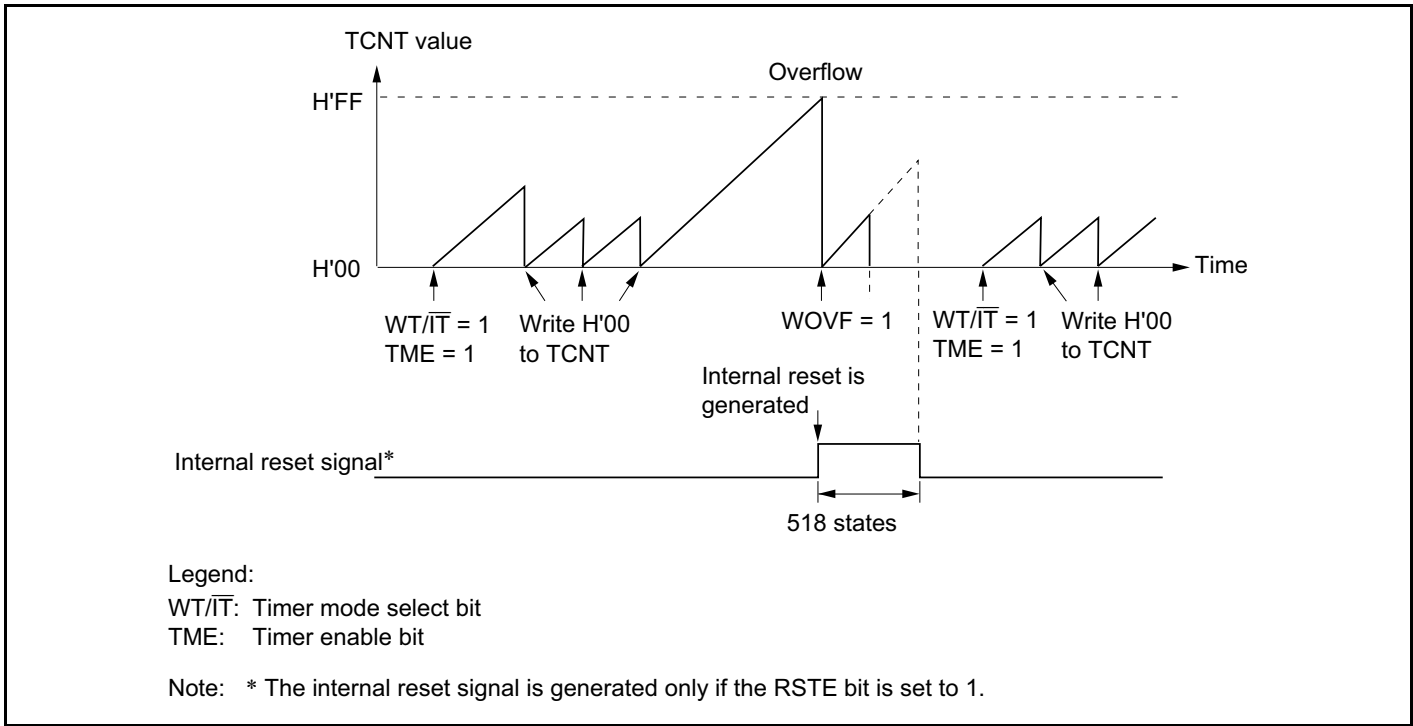 TCNT value
Overflow
H'FF
H'00
Time
WT/I̅T̅ = 1
TME = 1
Write H'00
to TCNT
WOVF = 1
WT/I̅T̅ = 1
TME = 1
Write H'00
to TCNT
Internal reset is
generated
Internal reset signal*
518 states
Legend:
WT/I̅T̅: Timer mode select bit
TME: Timer enable bit
Note: * The internal reset signal is generated only if the RSTE bit is set to 1.